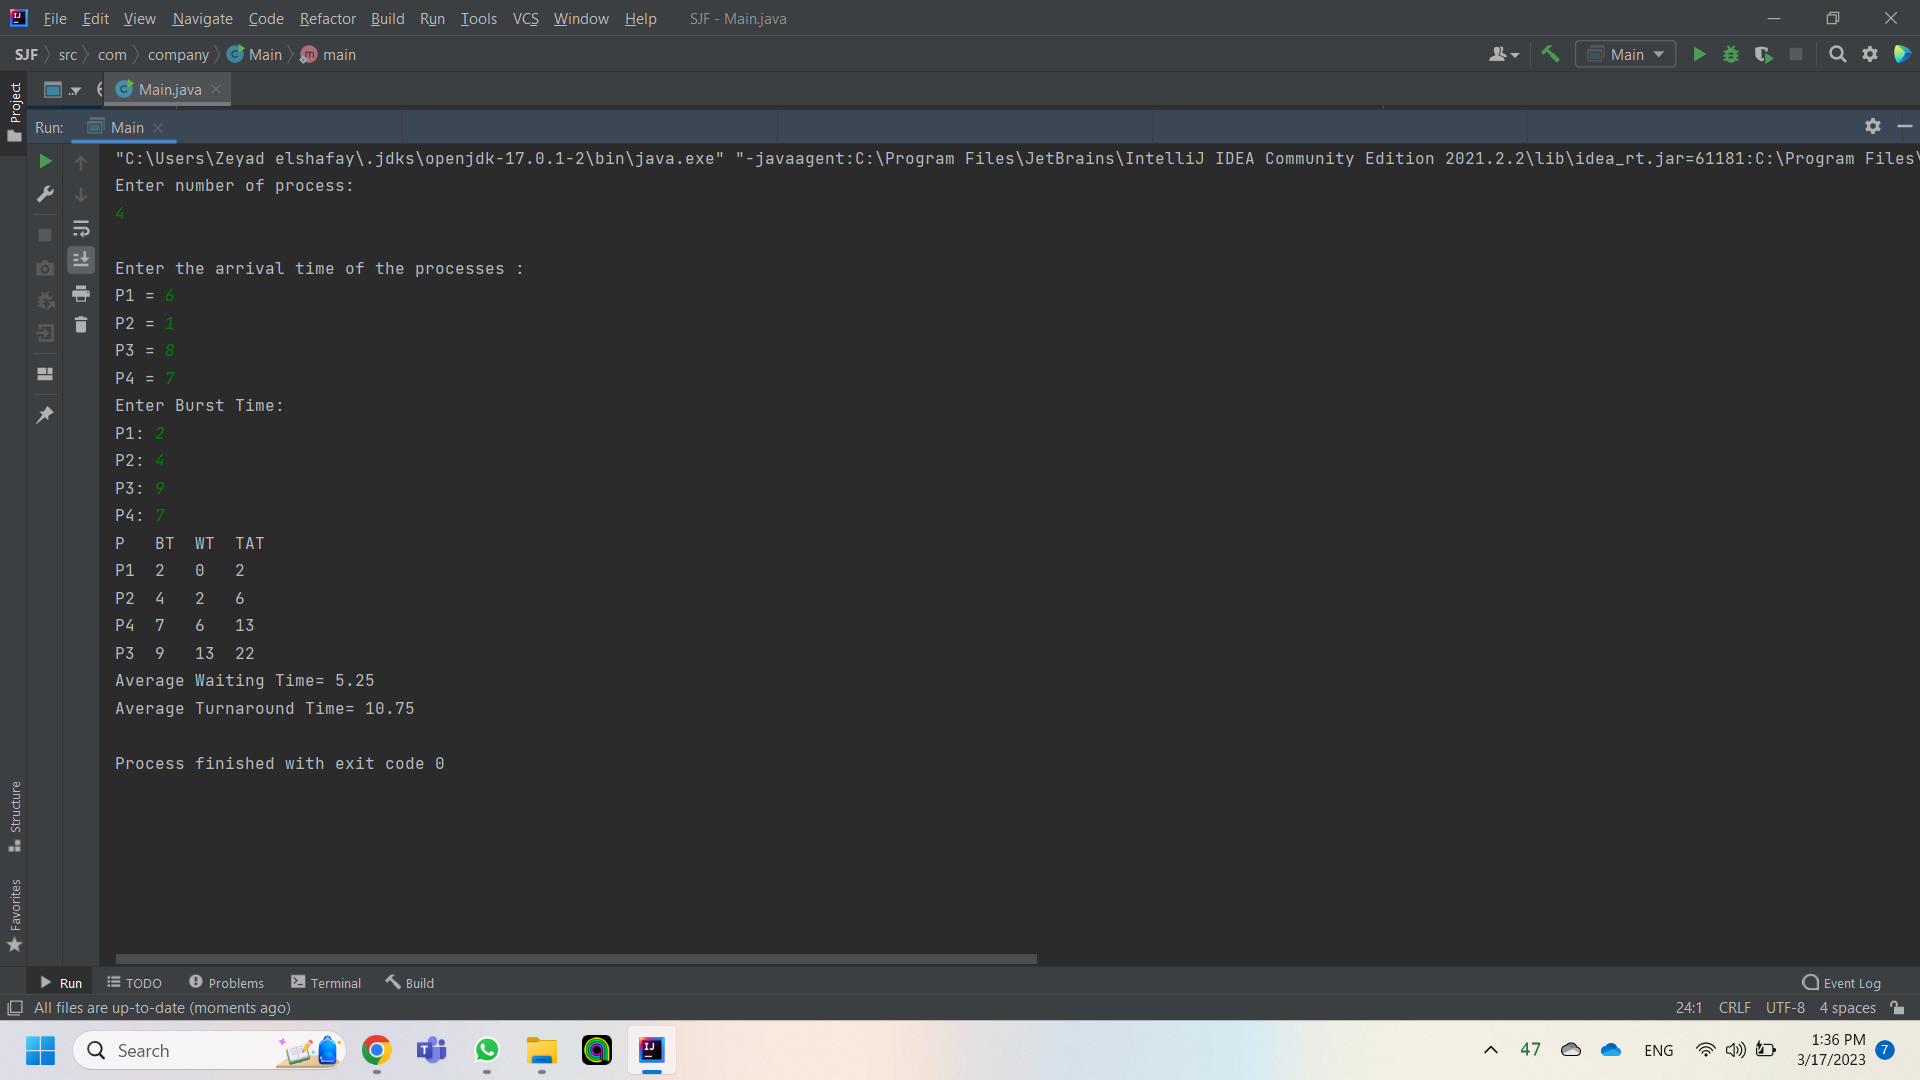 File Edit View Navigate Code Refactor Build Run Tools VCS Window Help SJF - Main.java
SJF src com company Main main
Main
Project
Main.java
Run: Main
"C:\Users\Zeyad elshafay\.jdks\openjdk-17.0.1-2\bin\java.exe" "-javaagent:C:\Program Files\JetBrains\IntelliJ IDEA Community Edition 2021.2.2\lib\idea_rt.jar=61181:C:\Program Files\
Enter number of process:
4
Enter the arrival time of the processes :
P1 = 6
P2 = 1
P3 = 8
P4 = 7
Enter Burst Time:
P1: 2
P2: 4
P3: 9
P4: 7
P BT WT TAT
P1 2 0 2
P2 4 2 6
P4 7 6 13
P3 9 13 22
Average Waiting Time= 5.25
Average Turnaround Time= 10.75
Process finished with exit code 0
Structure
Favorites
Run TODO Problems Terminal Build Event Log
All files are up-to-date (moments ago) 24:1 CRLF UTF-8 4 spaces
Search 47 ENG 1:36 PM
3/17/2023 7